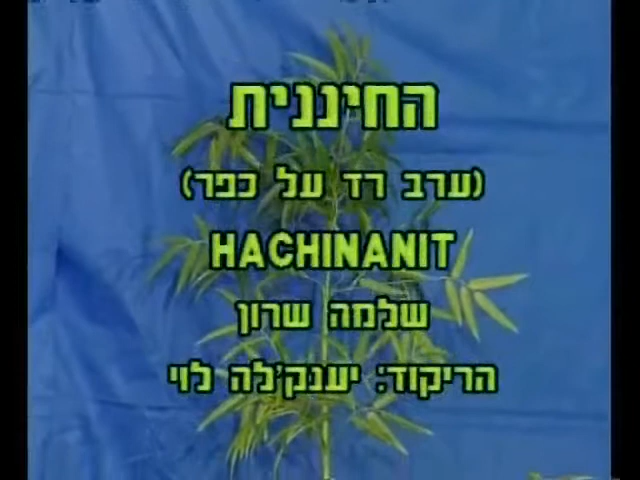 החיננית
(ערב רד על כפר)
HACHINANIT
שלמה שרון
הריקוד: יענק'לה לוי